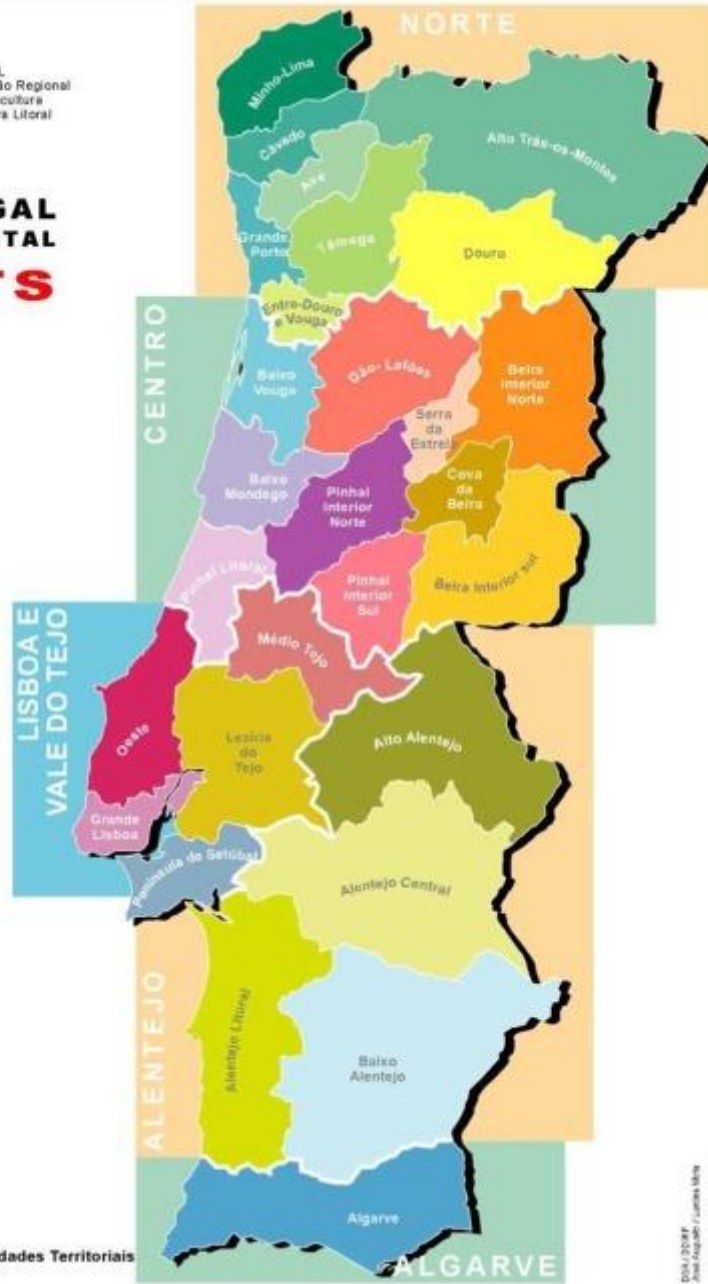 NORTE
ão Regional
cultura
a Litoral
GAL
TAL
TS
Minho-Lima
Cávado
Ave
Alto Trás-os-Montes
Grande
Porto
Tâmega
Douro
Entre-Douro
e Vouga
CENTRO
Baixo
Vouga
Dão- Lafões
Beira
Interior
Norte
Serra
da
Estrela
Baixo
Mondego
Pinhal
Interior
Norte
Cova
da
Beira
Pinhal Litoral
Pinhal
Interior
Sul
Beira Interior sul
LISBOA E
VALE DO TEJO
Médio Tejo
Oeste
Lezíria
do
Tejo
Alto Alentejo
Grande
Lisboa
Península de Setúbal
Alentejo Central
ALENTEJO
Alentejo Litoral
Baixo
Alentejo
Algarve
dades Territoriais
ALGARVE